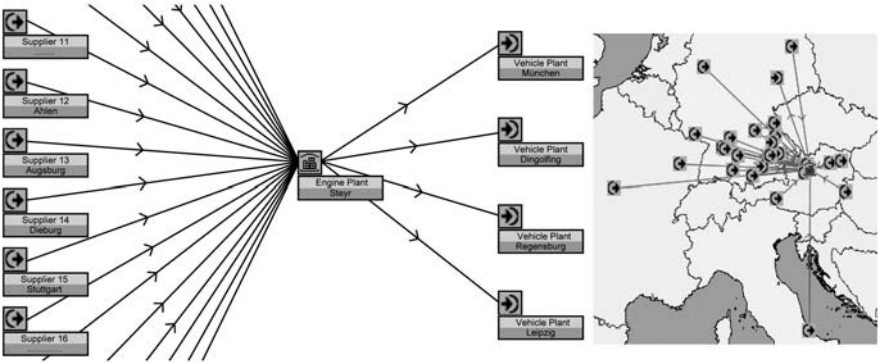 Supplier 11
Supplier 12
Ahlen
Supplier 13
Augsburg
Supplier 14
Dieburg
Supplier 15
Stuttgart
Supplier 16
Engine Plant
Steyr
Vehicle Plant
München
Vehicle Plant
Dingolfing
Vehicle Plant
Regensburg
Vehicle Plant
Leipzig